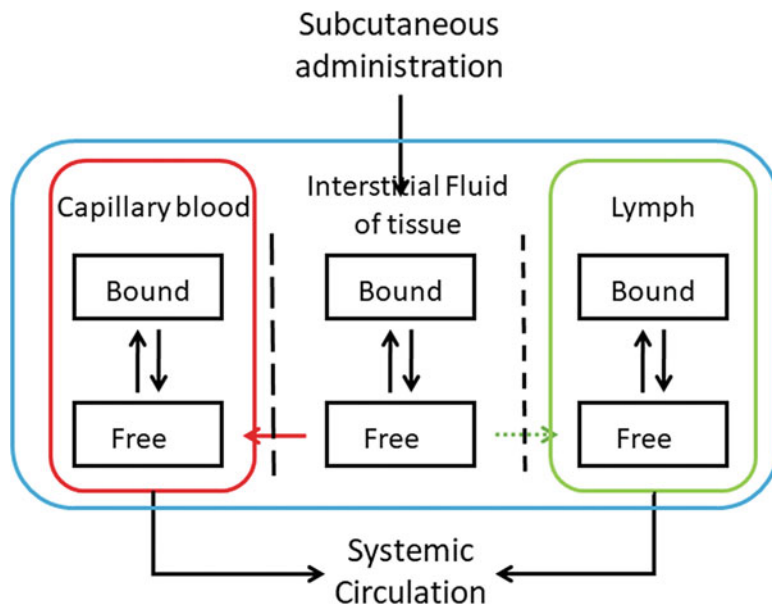 Subcutaneous
administration
Capillary blood
Interstitial Fluid
of tissue
Lymph
Bound
Bound
Bound
Free
Free
Free
Systemic
Circulation